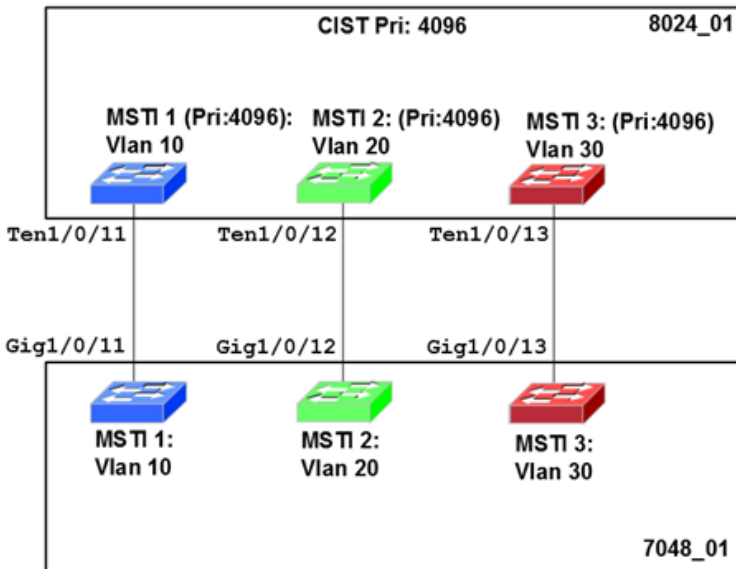 CIST Pri: 4096
8024_01
MSTI 1 (Pri:4096):
Vlan 10
MSTI 2: (Pri:4096)
Vlan 20
MSTI 3: (Pri:4096)
Vlan 30
Ten1/0/11
Ten1/0/12
Ten1/0/13
Gig1/0/11
Gig1/0/12
Gig1/0/13
MSTI 1:
Vlan 10
MSTI 2:
Vlan 20
MSTI 3:
Vlan 30
7048_01